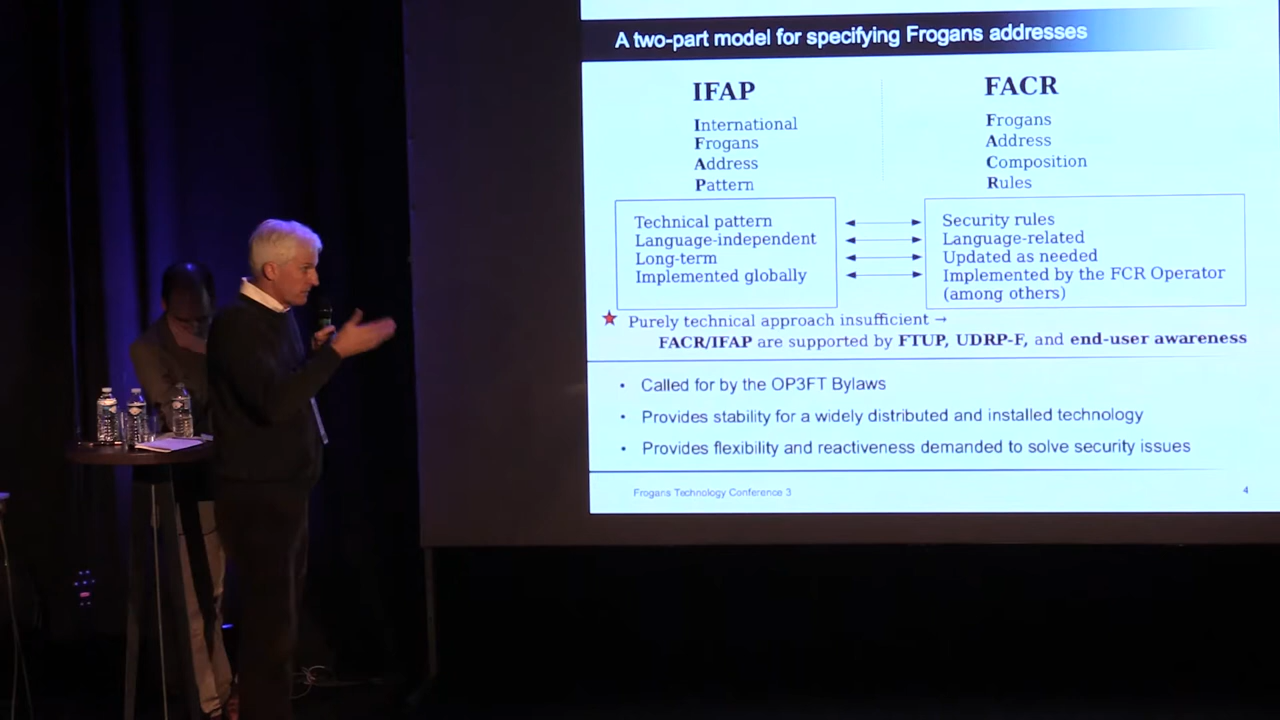 A two-part model for specifying Frogans addresses
IFAP
International
Frogans
Address
Pattern
FACR
Frogans
Address
Composition
Rules
Technical pattern
Language-independent
Long-term
Implemented globally
Security rules
Language-related
Updated as needed
Implemented by the FCR Operator
(among others)
Purely technical approach insufficient →
FACR/IFAP are supported by FTUP, UDRP-F, and end-user awareness
• Called for by the OP3FT Bylaws
• Provides stability for a widely distributed and installed technology
• Provides flexibility and reactiveness demanded to solve security issues
Frogans Technology Conference 3
4